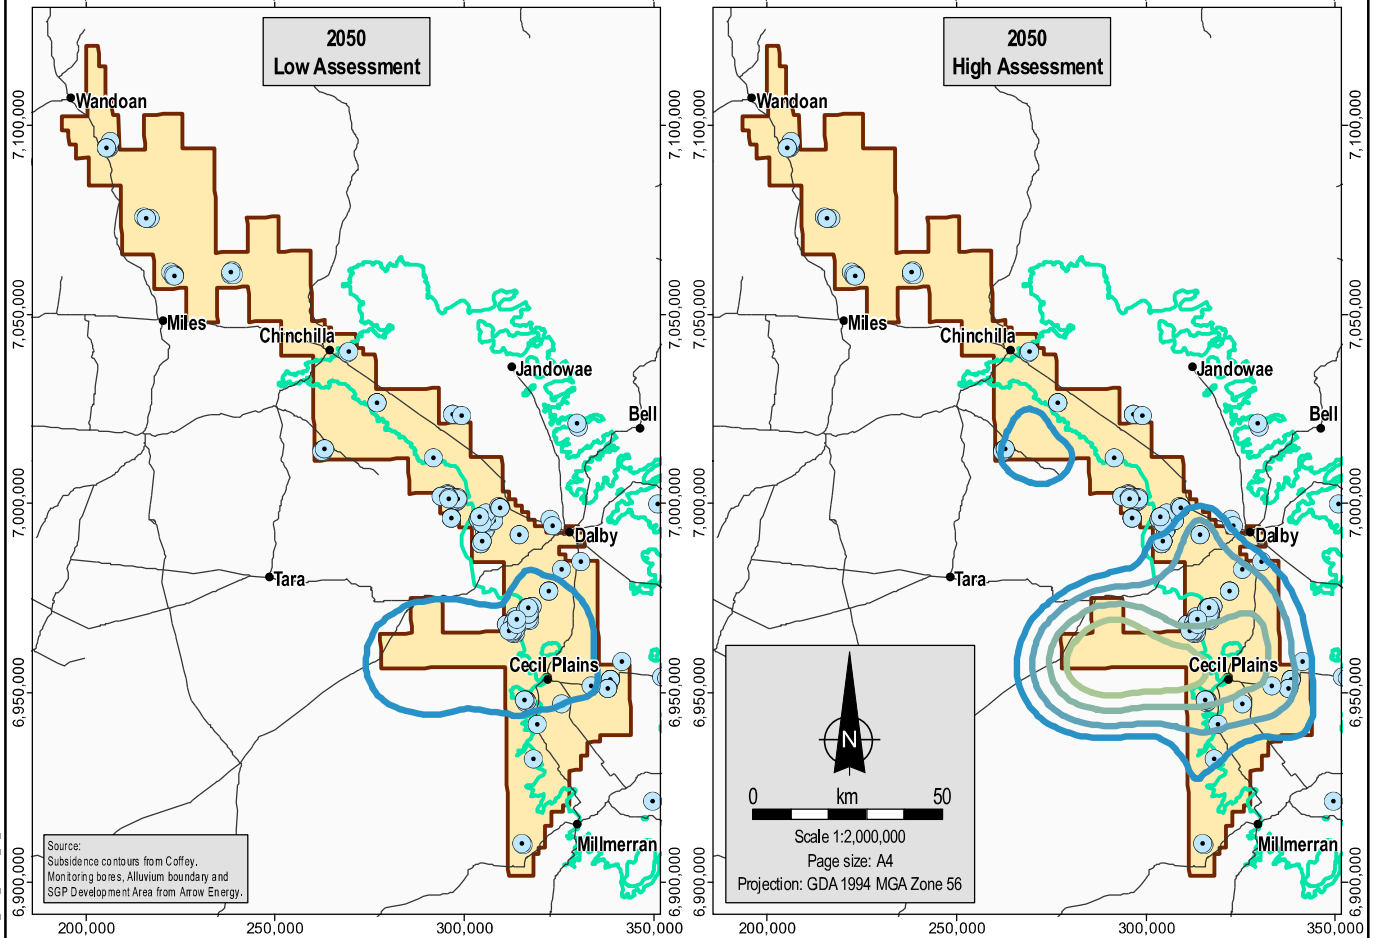 2050
Low Assessment
Wandoan
Miles
Chinchilla
Jandowae
Bell
Dalby
Tara
Cecil Plains
Millmerran
Source:
Subsidence contours from Coffey.
Monitoring bores, Alluvium boundary and
SGP Development Area from Arrow Energy.
7,100,000
7,050,000
7,000,000
6,950,000
6,900,000
200,000
250,000
300,000
350,000
7,100,000
7,050,000
7,000,000
6,950,000
6,900,000
2050
High Assessment
Wandoan
Miles
Chinchilla
Jandowae
Bell
Dalby
Tara
Cecil Plains
Millmerran
N
0 km 50
Scale 1:2,000,000
Page size: A4
Projection: GDA 1994 MGA Zone 56
7,100,000
7,050,000
7,000,000
6,950,000
6,900,000
200,000
250,000
300,000
350,000